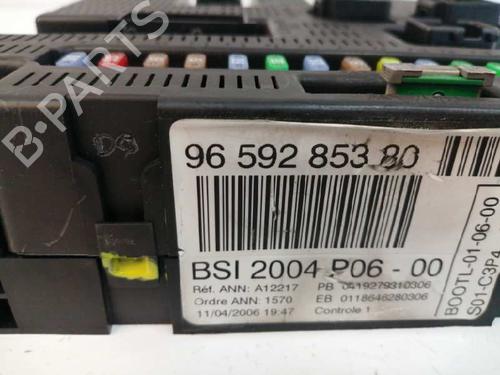 96 592 853 80
BSI 2004 P06 - 00
Réf. ANN: A12217 PB 0419279310306
Ordre ANN: 1570 EB 0118646280306
11/04/2006 19:47 Controle 1
BOOTL-01-06-00
S01-C3P4